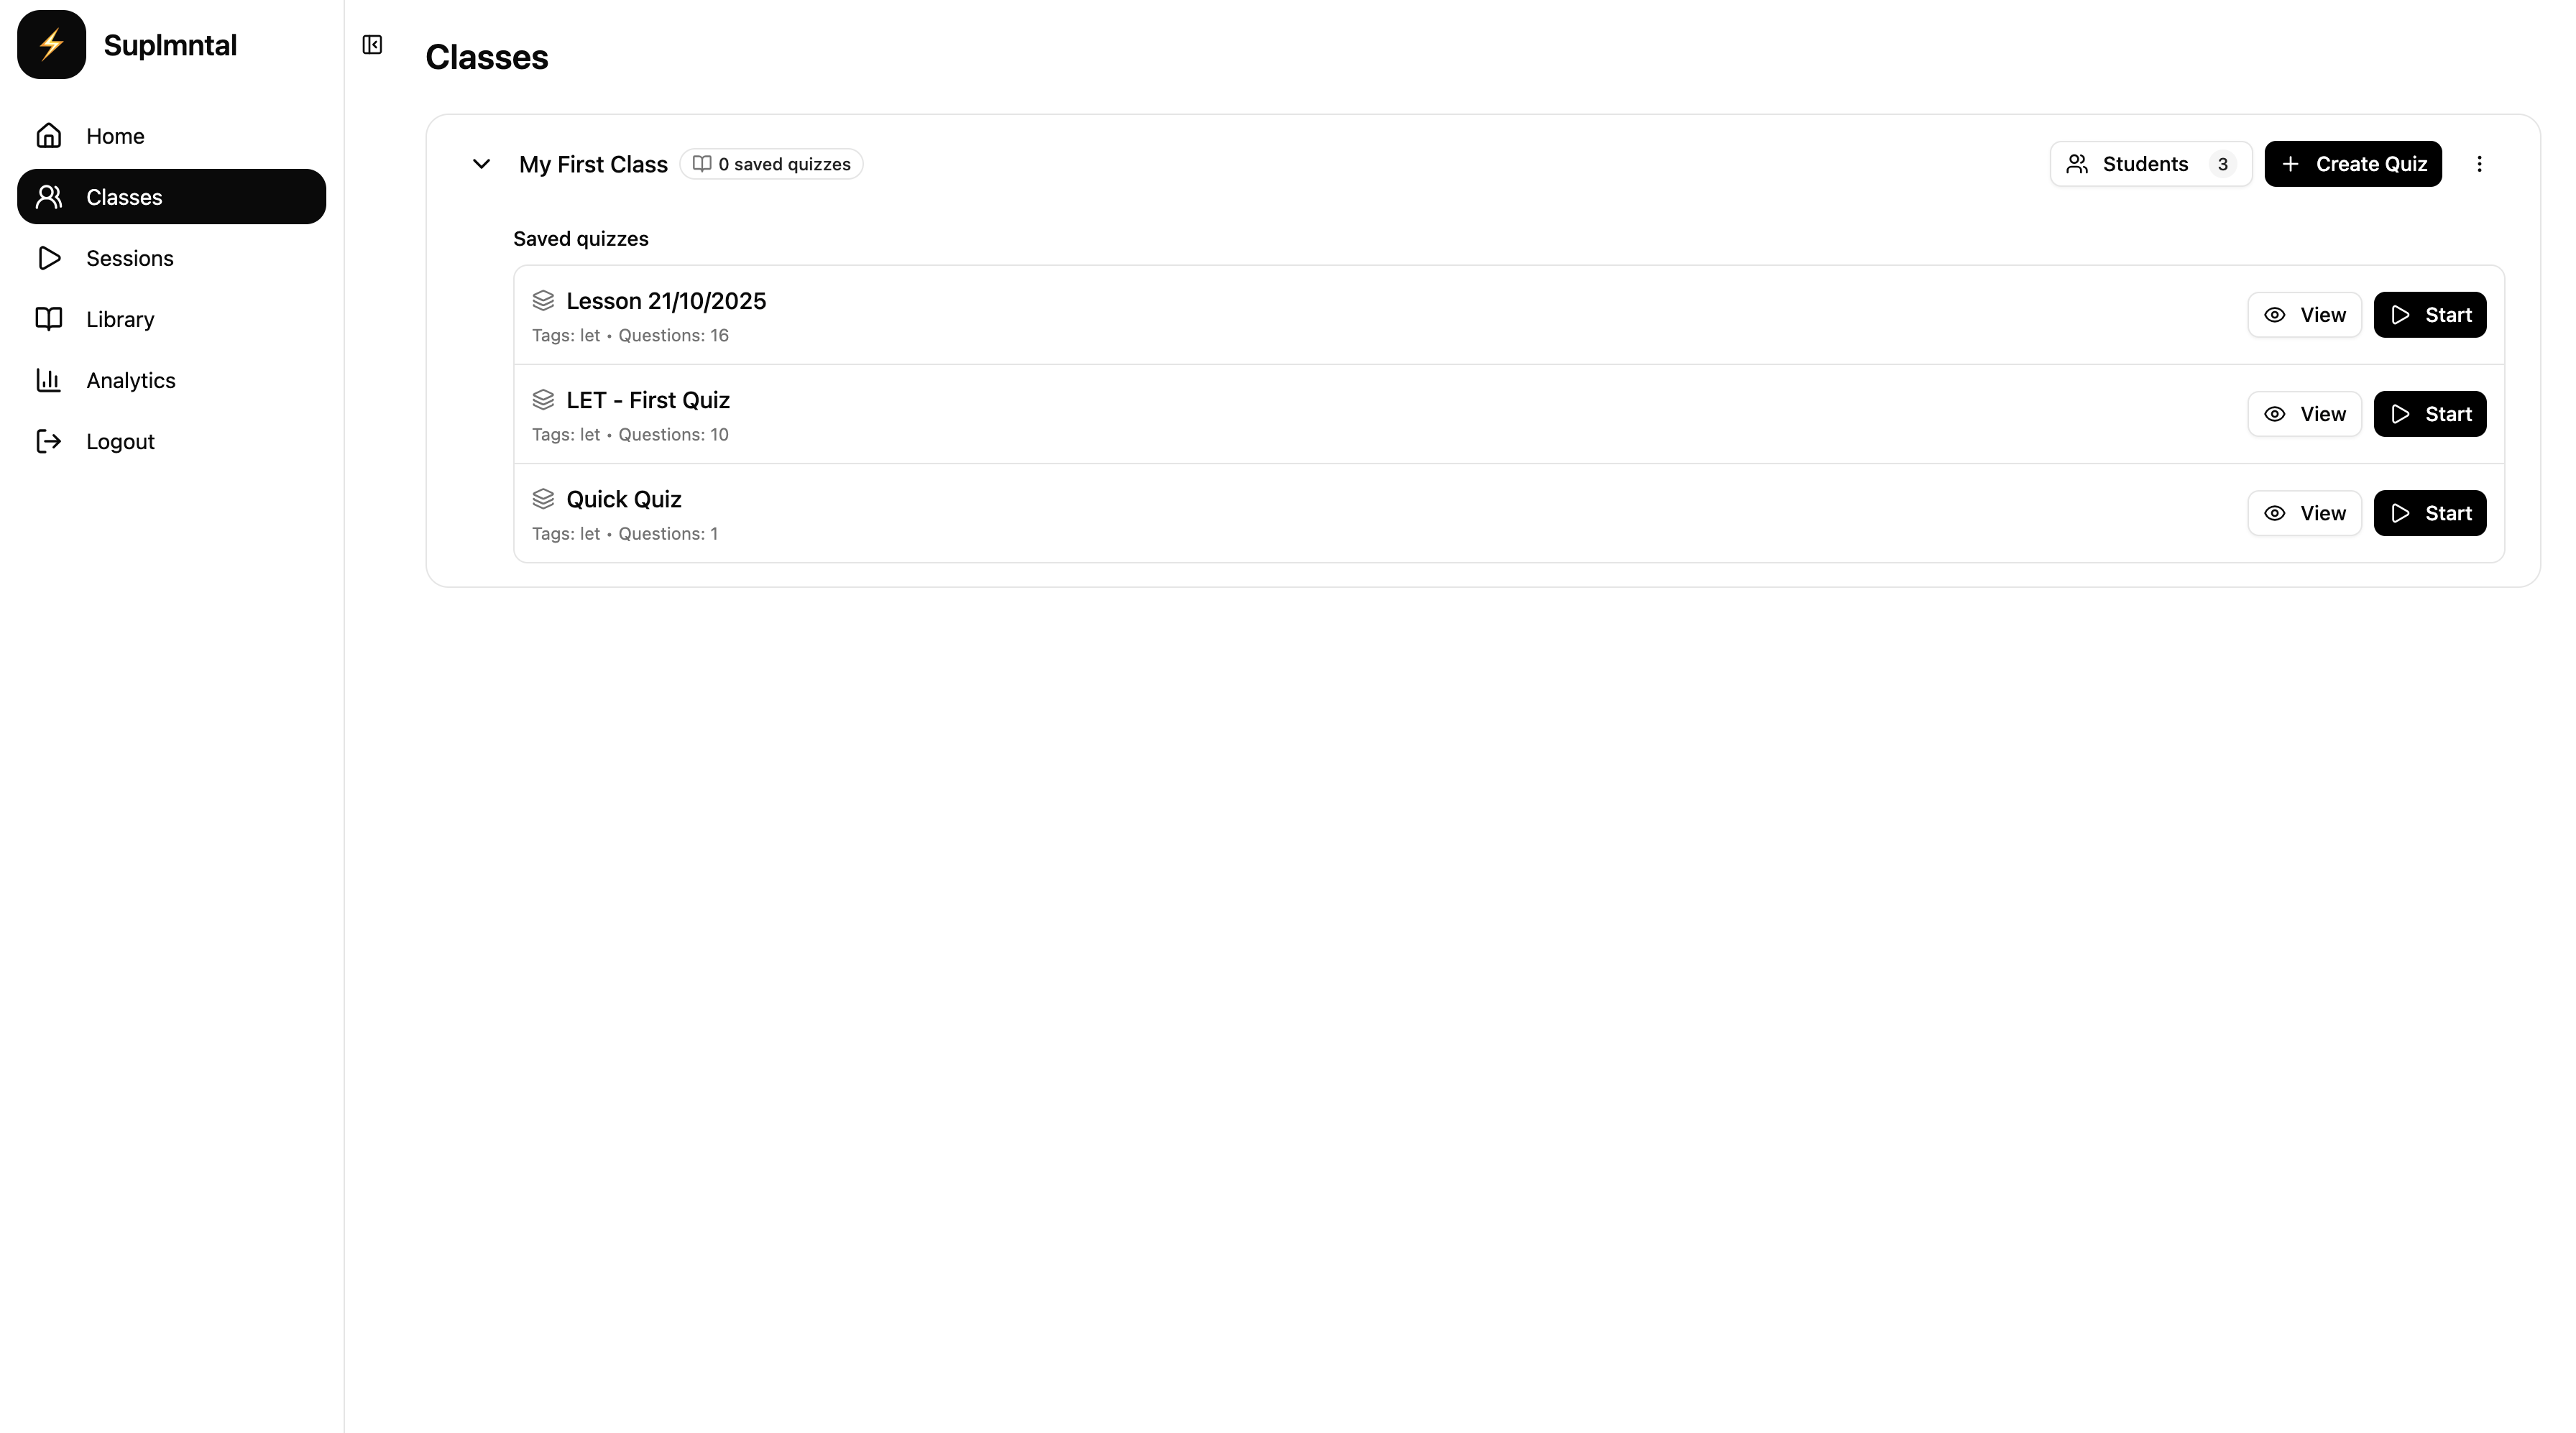 Suplmntal
Home
Classes
Sessions
Library
Analytics
Logout
Classes
My First Class
0 saved quizzes
Students 3
Create Quiz
Saved quizzes
Lesson 21/10/2025
Tags: let • Questions: 16
View
Start
LET - First Quiz
Tags: let • Questions: 10
View
Start
Quick Quiz
Tags: let • Questions: 1
View
Start